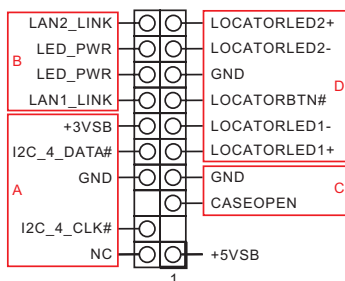 LAN2_LINK LOCATORLED2+
LED_PWR LOCATORLED2-
B
LED_PWR GND
D
LAN1_LINK LOCATORBTN#
+3VSB LOCATORLED1-
I2C_4_DATA# LOCATORLED1+
GND GND
A
C
CASEOPEN
I2C_4_CLK#
NC +5VSB
1